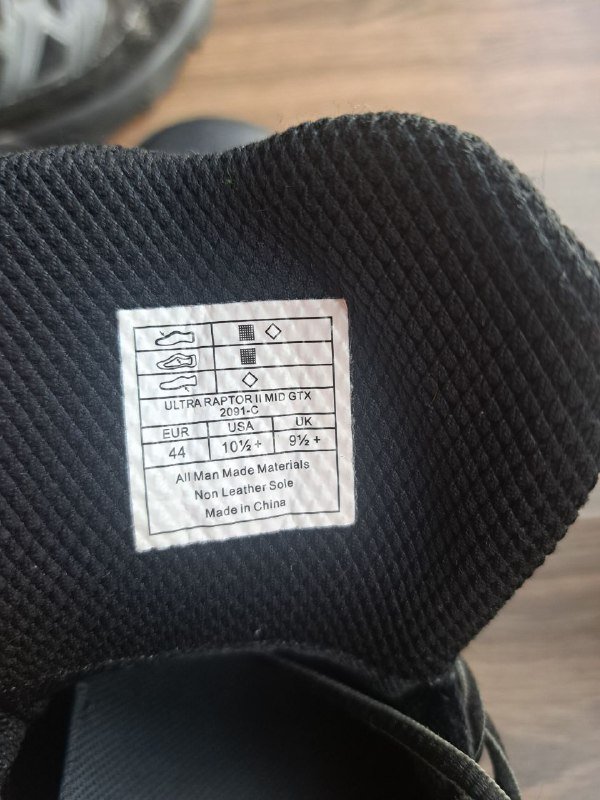 ULTRA RAPTOR II MID GTX
2091-C
EUR USA UK
44 10½+ 9½+
All Man Made Materials
Non Leather Sole
Made in China